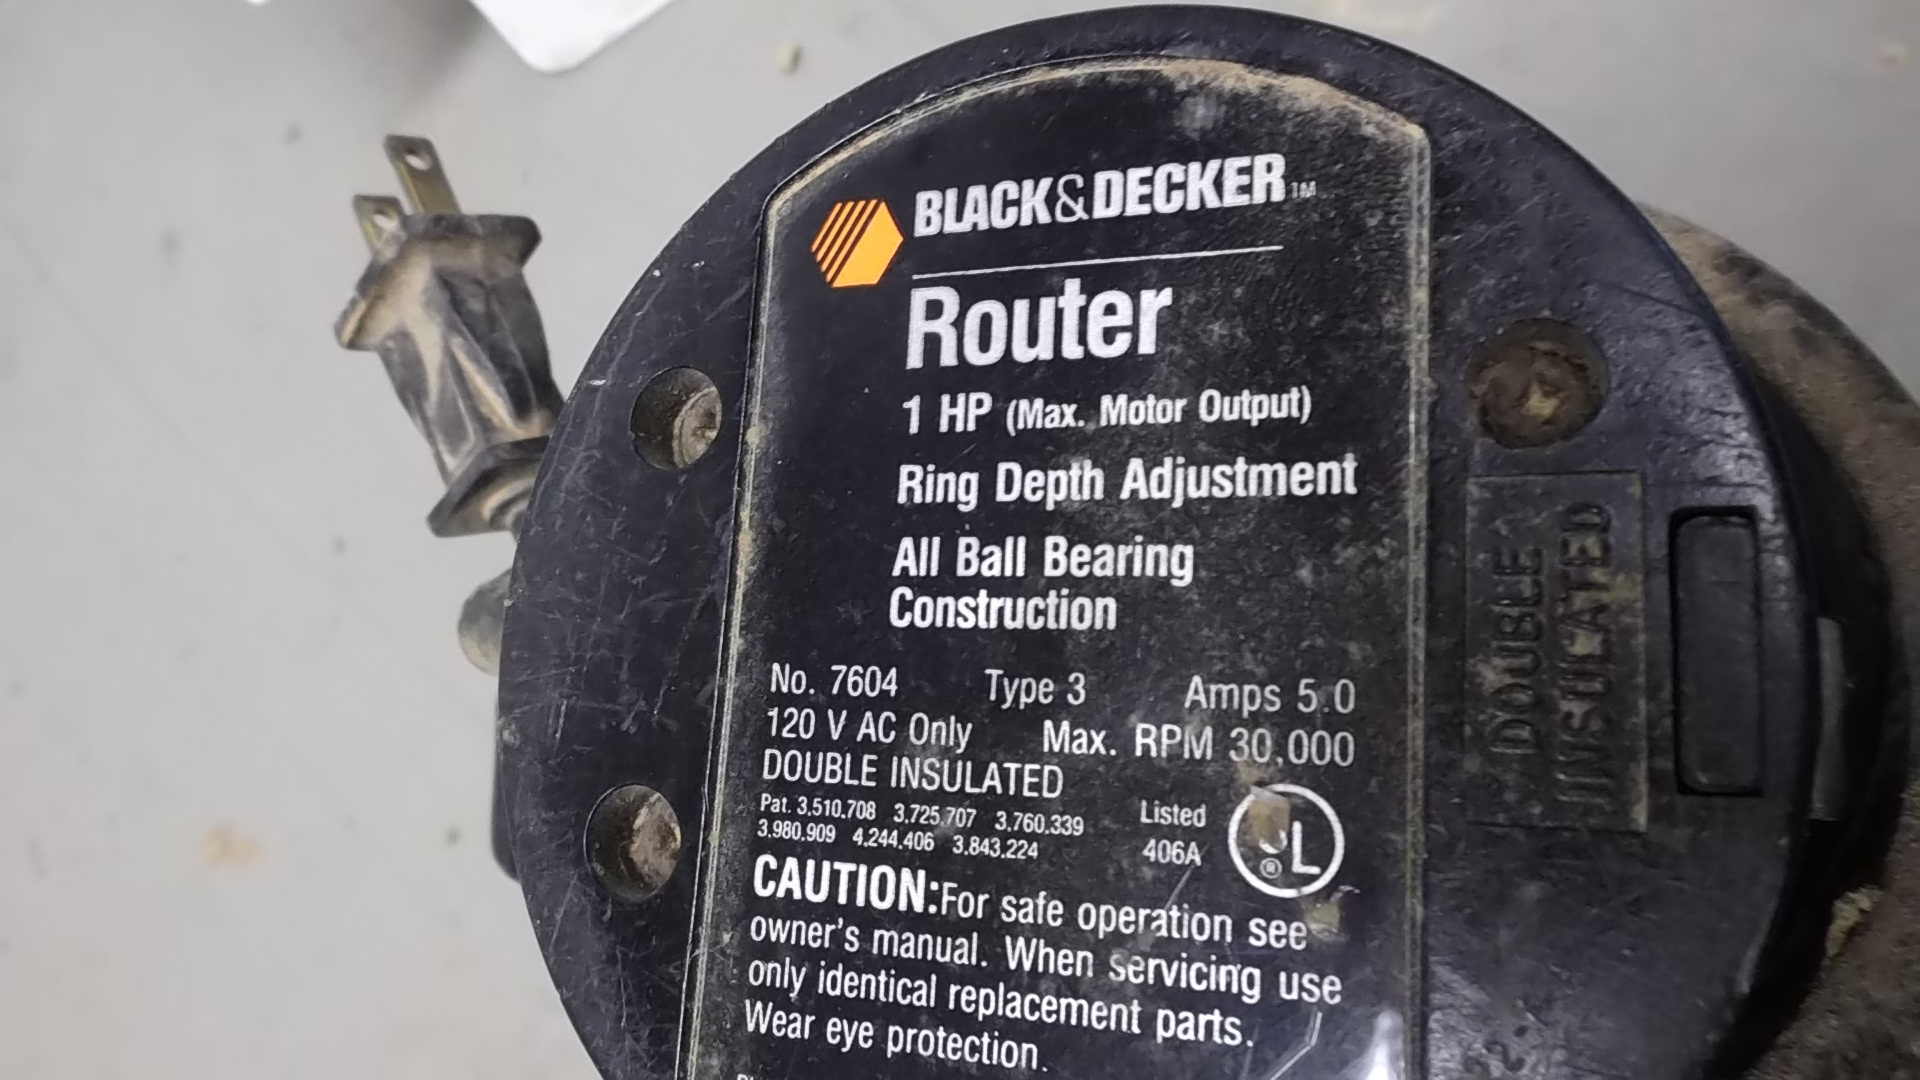 BLACK&DECKER™
Router
1 HP (Max. Motor Output)
Ring Depth Adjustment
All Ball Bearing
Construction
No. 7604 Type 3 Amps 5.0
120 V AC Only Max. RPM 30,000
DOUBLE INSULATED
Pat. 3,510,708 3,725,707 3,760,339
3,980,909 4,244,406 3,843,224
Listed
406A
UL ®
CAUTION: For safe operation see
owner's manual. When servicing use
only identical replacement parts.
Wear eye protection.
DOUBLE
INSULATED